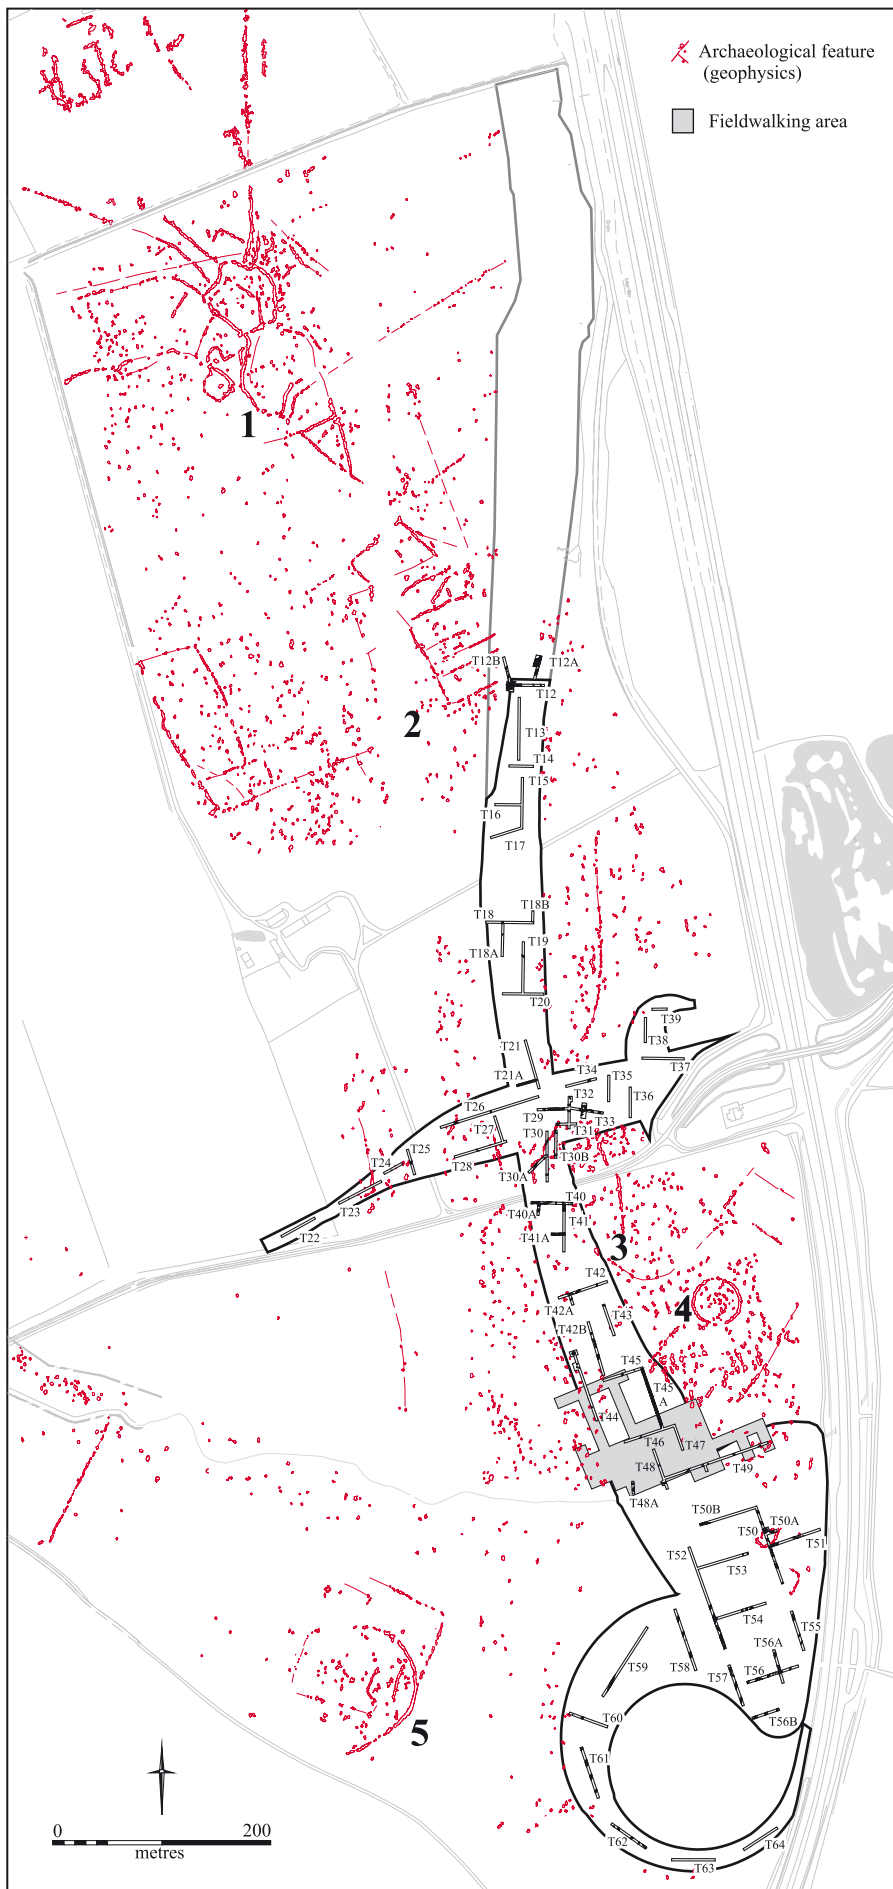 Archaeological feature
(geophysics)
Fieldwalking area
1
T12B
T12A
T12
2
T13
T14
T15
T16
T17
T18B
T18
T19
T18A
T20
T39
T38
T21
T37
T34
T21A
T35
T32
T36
T26
T29
T33
T27
T31
T30
T25
T24
T28
T30B
T30A
T23
T40
T40A
T41
T22
T41A
3
T42
4
T42A
T43
T42B
T45
T45
A
T44
T46
T47
T48
T49
T48A
T50B
T50A
T50
T51
T52
T53
T54
T55
T56A
T59
T58
T57
T56
T60
T56B
5
T61
0
200
metres
T62
T64
T63